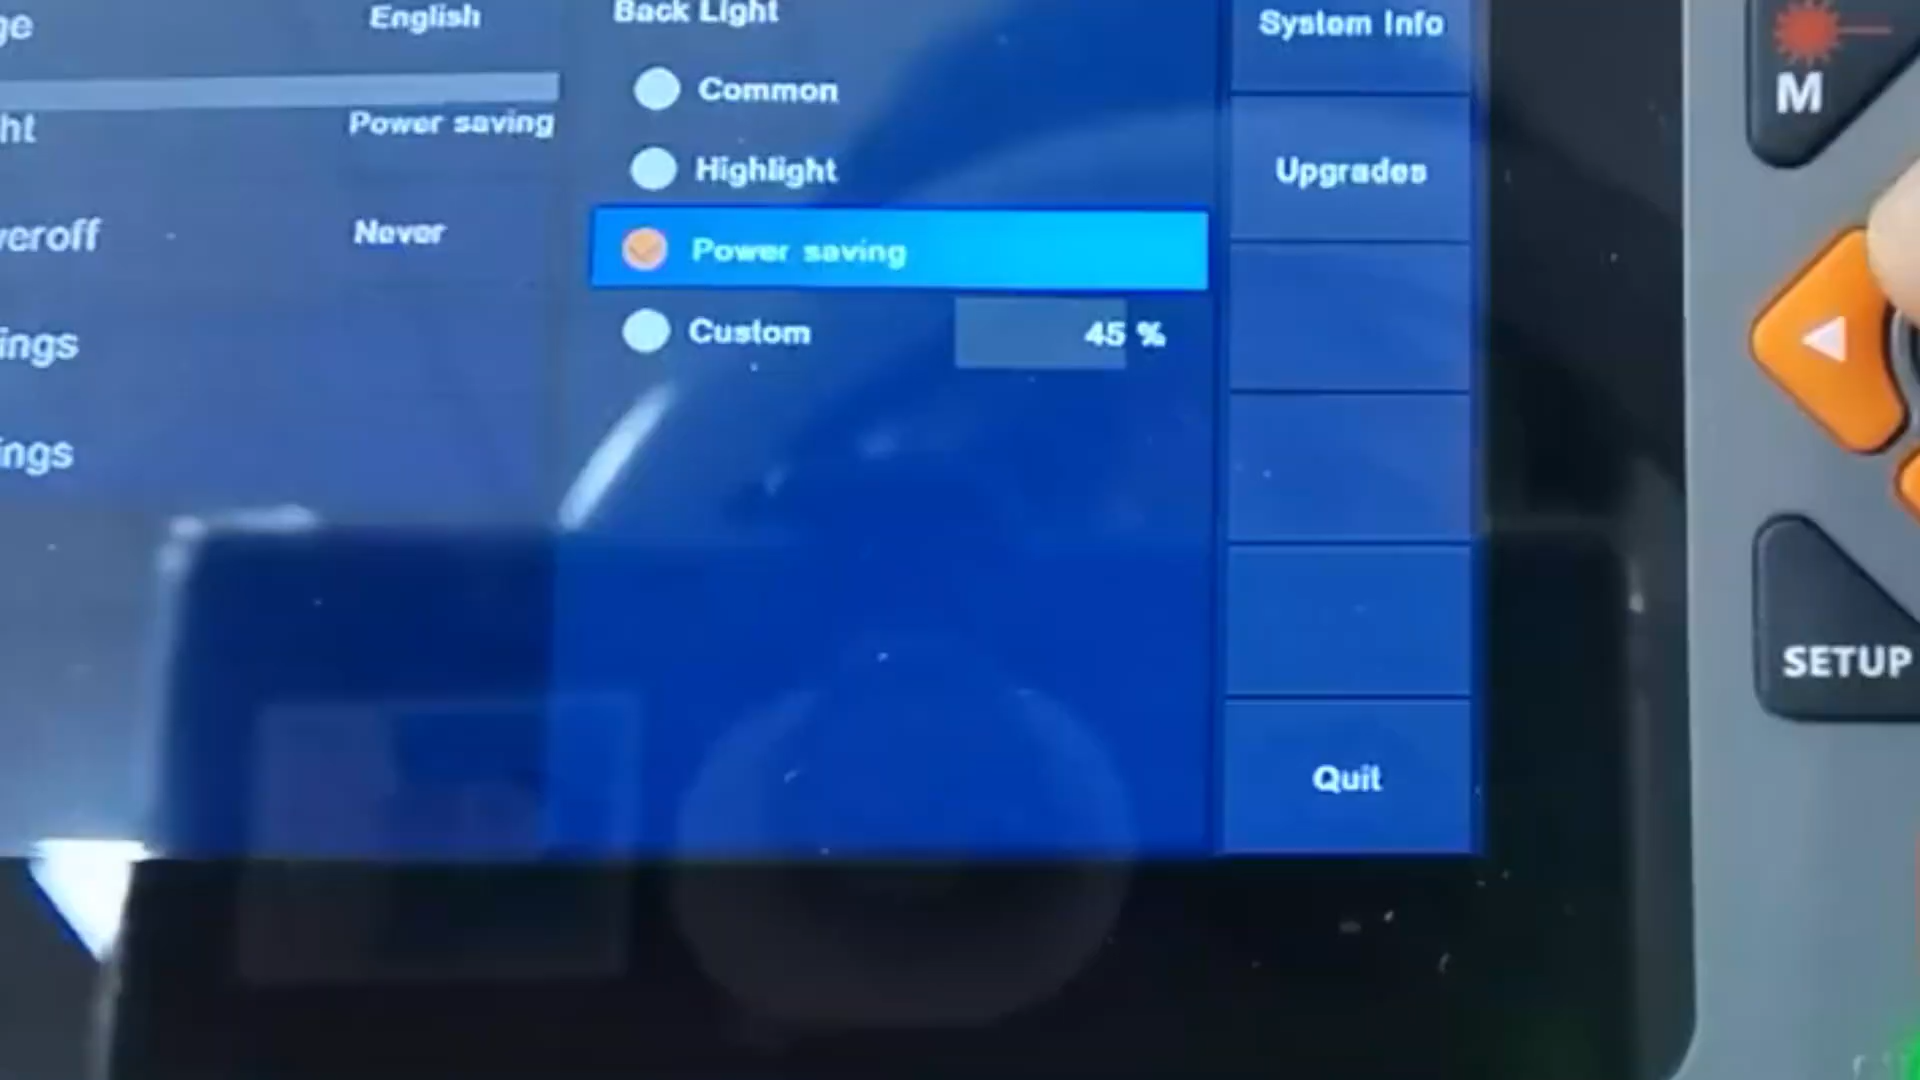 ge English
Back Light
System Info
Common
M
ht Power saving
Highlight
Upgrades
veroff Never
Power saving
ings
Custom 45 %
ings
SETUP
Quit